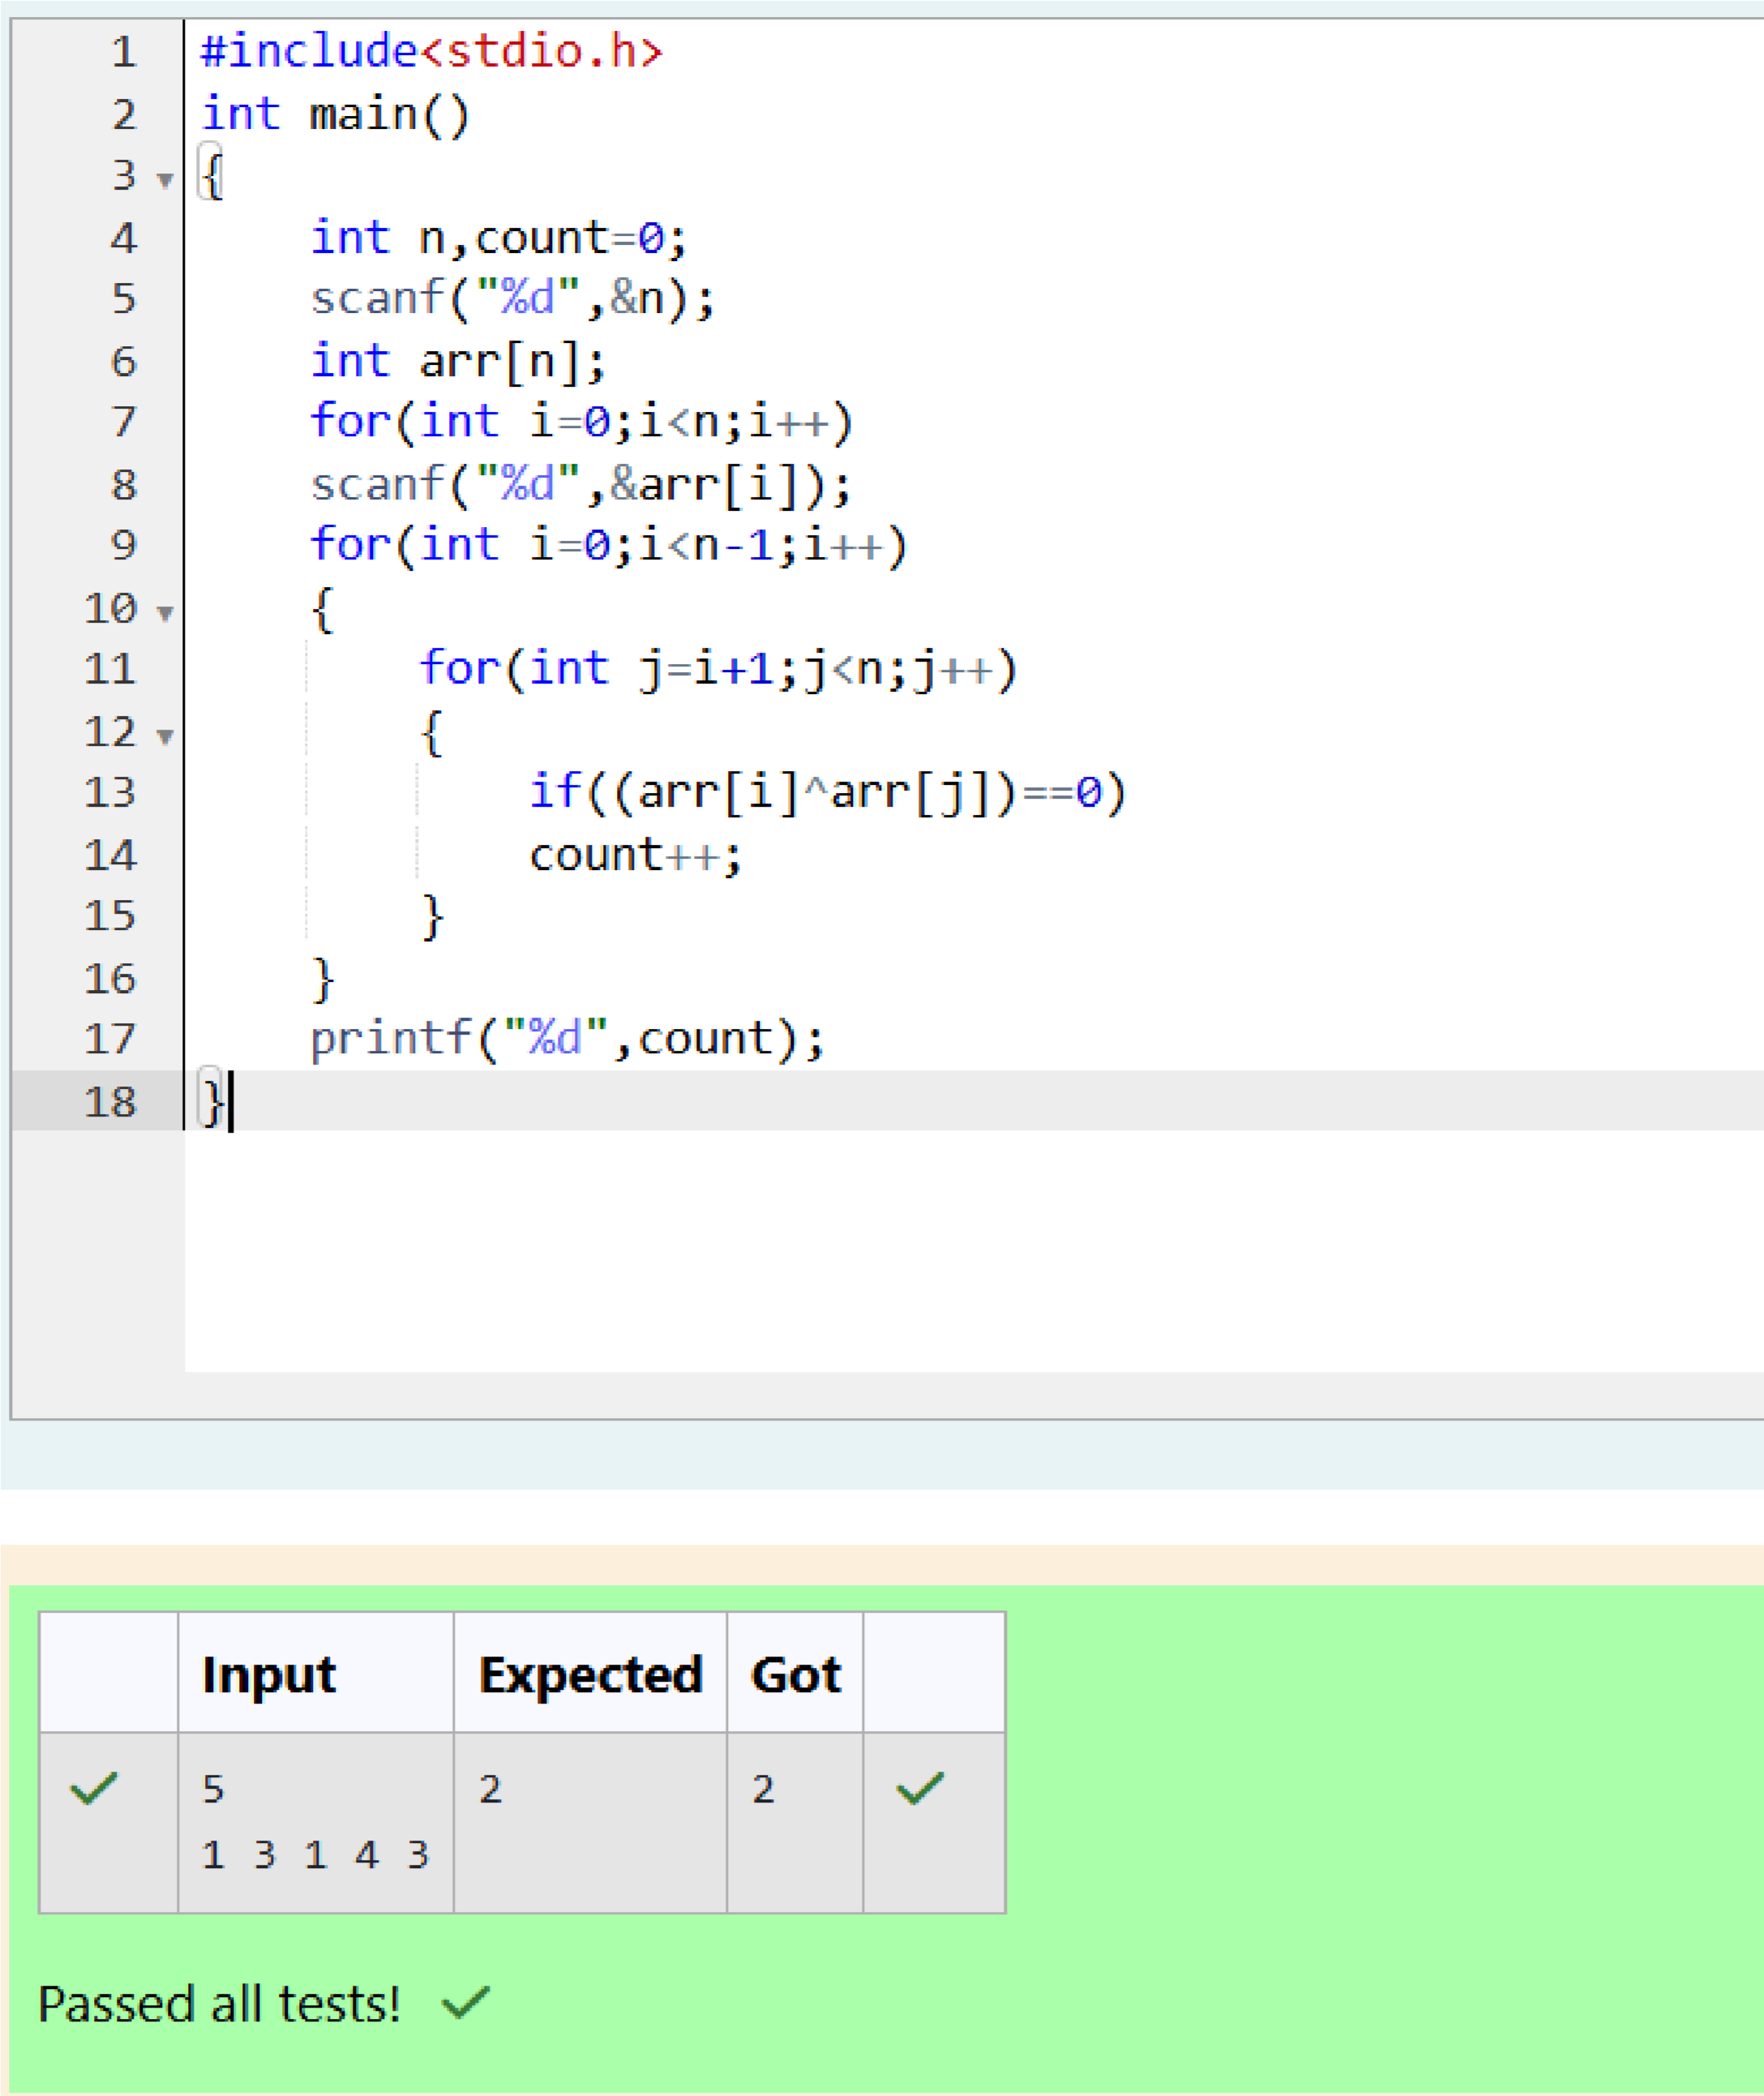 1 #include<stdio.h>
2 int main()
3 {
4     int n,count=0;
5     scanf("%d",&n);
6     int arr[n];
7     for(int i=0;i<n;i++)
8     scanf("%d",&arr[i]);
9     for(int i=0;i<n-1;i++)
10     {
11         for(int j=i+1;j<n;j++)
12         {
13             if((arr[i]^arr[j])==0)
14             count++;
15         }
16     }
17     printf("%d",count);
18 }
Input Expected Got
5 2 2
1 3 1 4 3
Passed all tests!